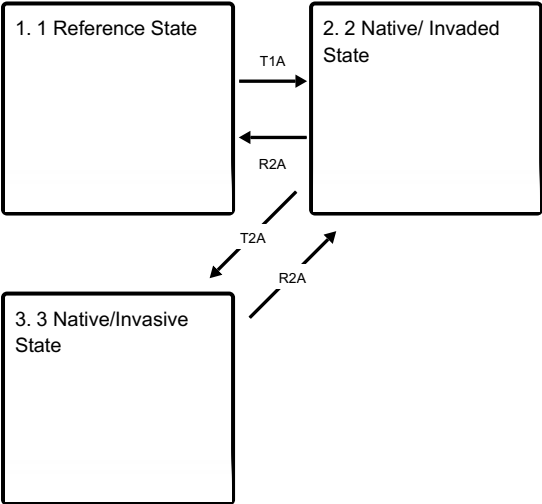 1. 1 Reference State
2. 2 Native/ Invaded
State
T1A
R2A
T2A
R2A
3. 3 Native/Invasive
State